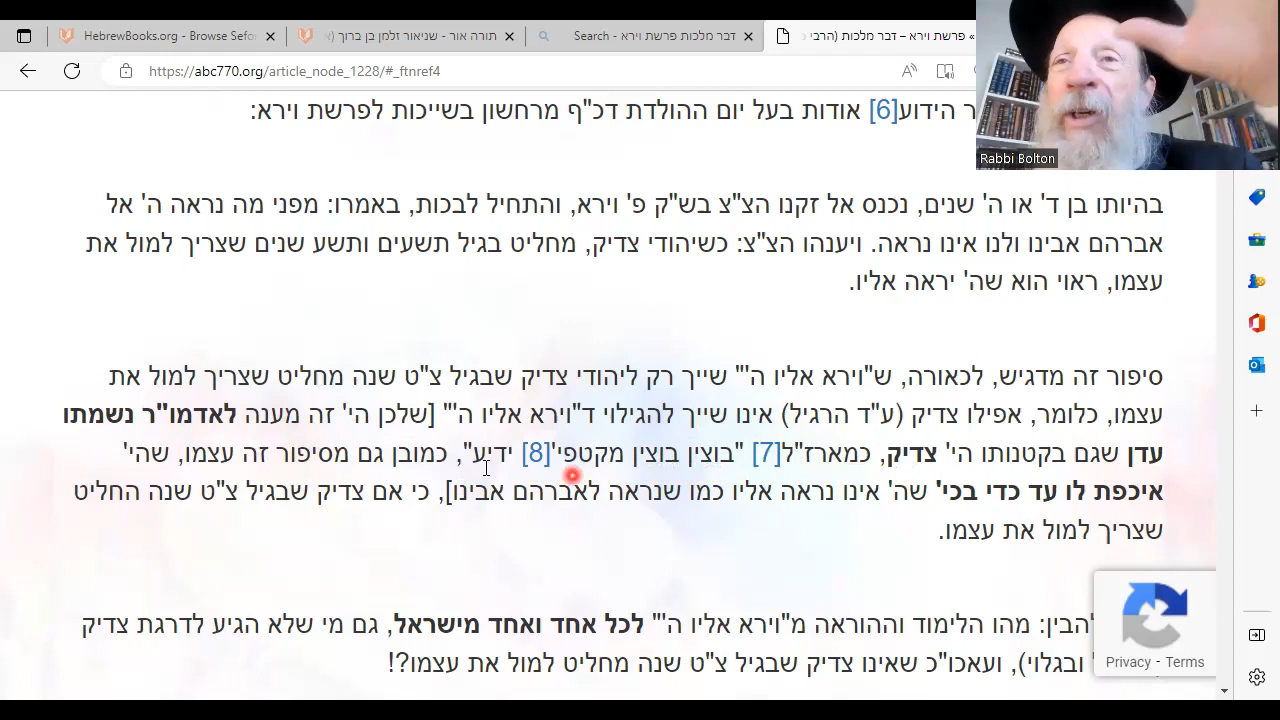 HebrewBooks.org - Browse Sefo
תורה אור - שניאור זלמן בן ברוך (א
דבר מלכות פרשת וירא - Search
» פרשת וירא – דבר מלכות (הרבי
https://abc770.org/article_node_1228/#_ftnref4
Rabbi Bolton
ר הידוע[6] אודות בעל יום ההולדת דכ"ף מרחשון בשייכות לפרשת וירא:
בהיותו בן ד' או ה' שנים, נכנס אל זקנו הצ"צ בש"ק פ' וירא, והתחיל לבכות, באמרו: מפני מה נראה ה' אל
אברהם אבינו ולנו אינו נראה. ויענהו הצ"צ: כשיהודי צדיק, מחליט בגיל תשעים ותשע שנים שצריך למול את
עצמו, ראוי הוא שה' יראה אליו.
סיפור זה מדגיש, לכאורה, ש"וירא אליו ה'" שייך רק ליהודי צדיק שבגיל צ"ט שנה מחליט שצריך למול את
עצמו, כלומר, אפילו צדיק (ע"ד הרגיל) אינו שייך להגילוי ד"וירא אליו ה'" [שלכן הי' זה מענה לאדמו"ר נשמתו
עדן שגם בקטנותו הי' צדיק, כמארז"ל[7] "בוצין בוצין מקטפי'[8] ידיע", כמובן גם מסיפור זה עצמו, שהי'
איכפת לו עד כדי בכי' שה' אינו נראה אליו כמו שנראה לאברהם אבינו], כי אם צדיק שבגיל צ"ט שנה החליט
שצריך למול את עצמו.
להבין: מהו הלימוד וההוראה מ"וירא אליו ה'" לכל אחד ואחד מישראל, גם מי שלא הגיע לדרגת צדיק
ובגלוי), ועאכו"כ שאינו צדיק שבגיל צ"ט שנה מחליט למול את עצמו?!
Privacy - Terms